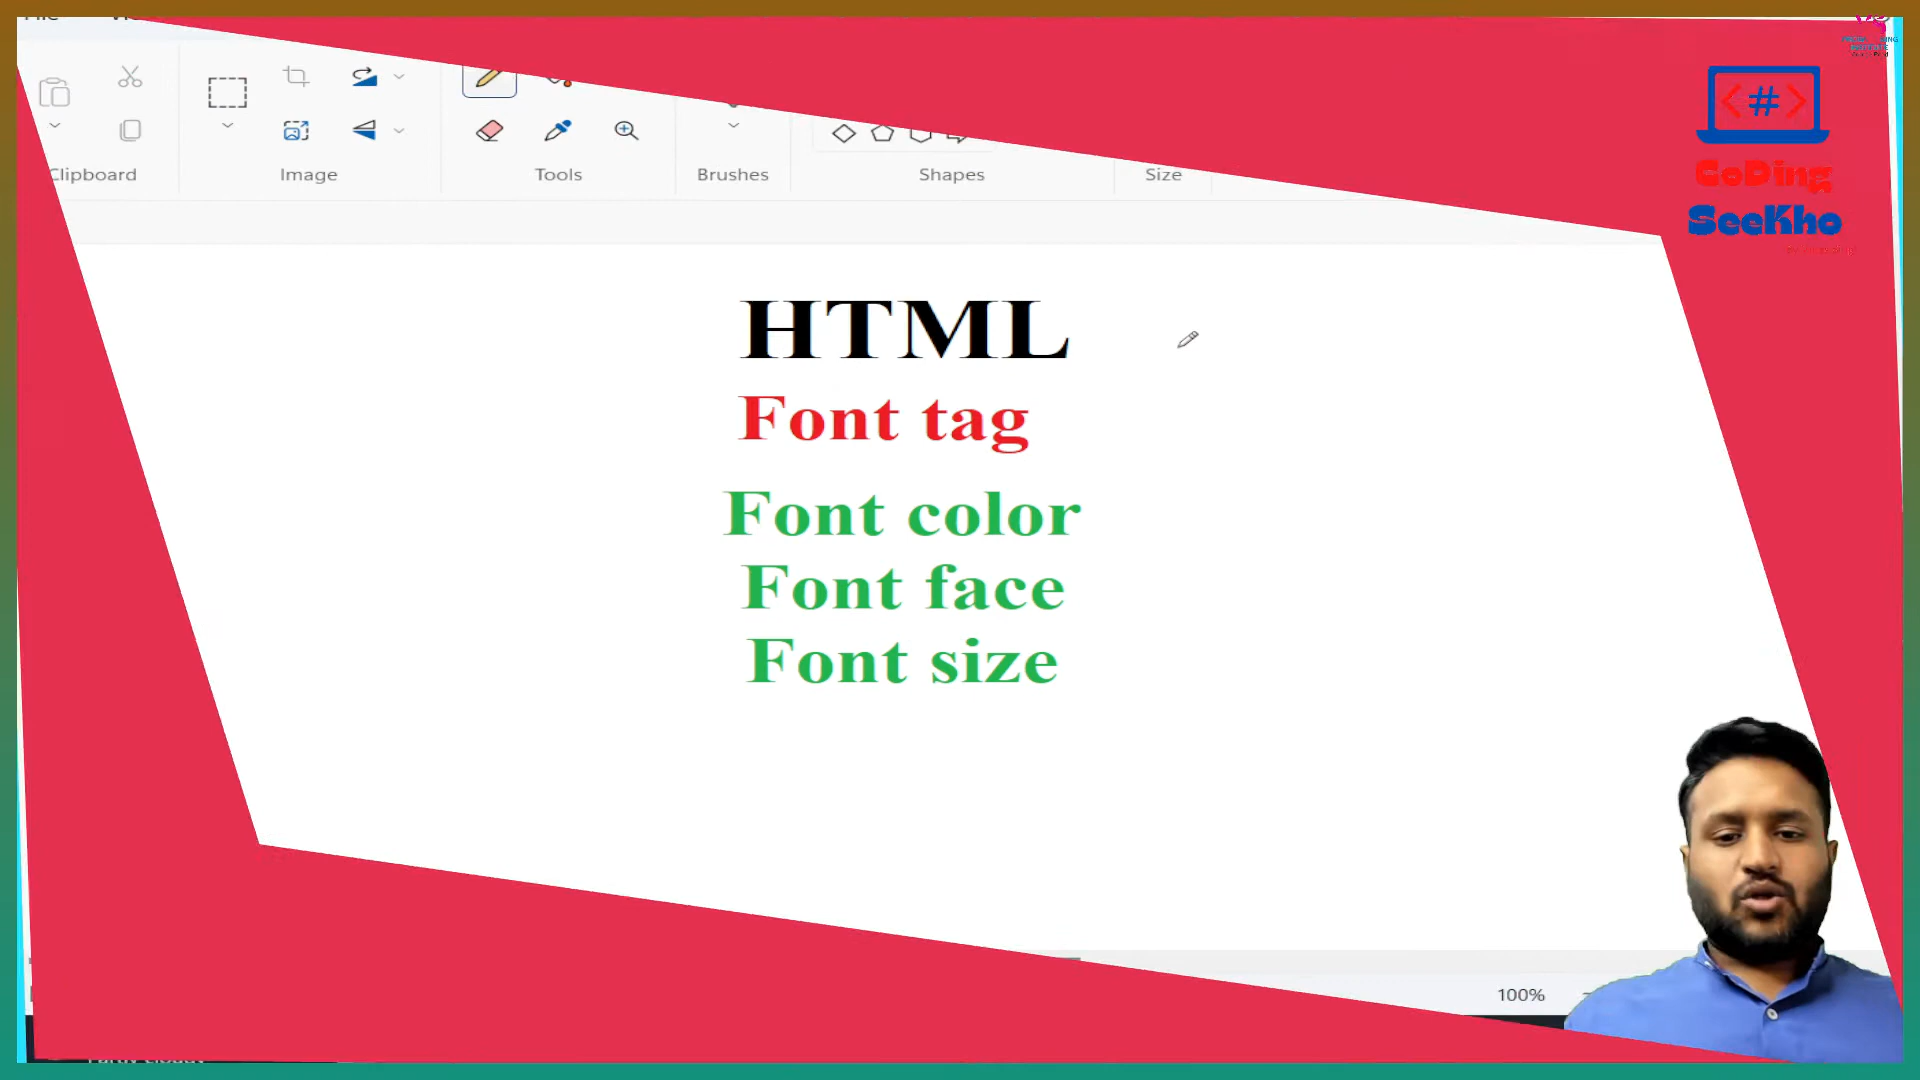 Clipboard
Image
Tools
Brushes
Shapes
Size
<#>
CoDing
SeeKho
HTML
Font tag
Font color
Font face
Font size
100%